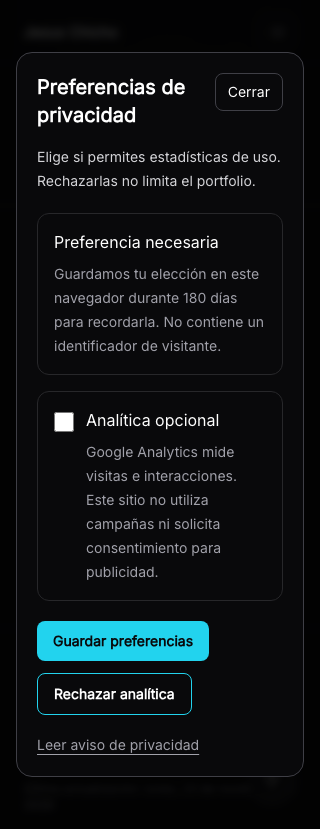 Preferencias de
privacidad
Cerrar
Elige si permites estadísticas de uso.
Rechazarlas no limita el portfolio.
Preferencia necesaria
Guardamos tu elección en este
navegador durante 180 días
para recordarla. No contiene un
identificador de visitante.
Analítica opcional
Google Analytics mide
visitas e interacciones.
Este sitio no utiliza
campañas ni solicita
consentimiento para
publicidad.
Guardar preferencias
Rechazar analítica
Leer aviso de privacidad